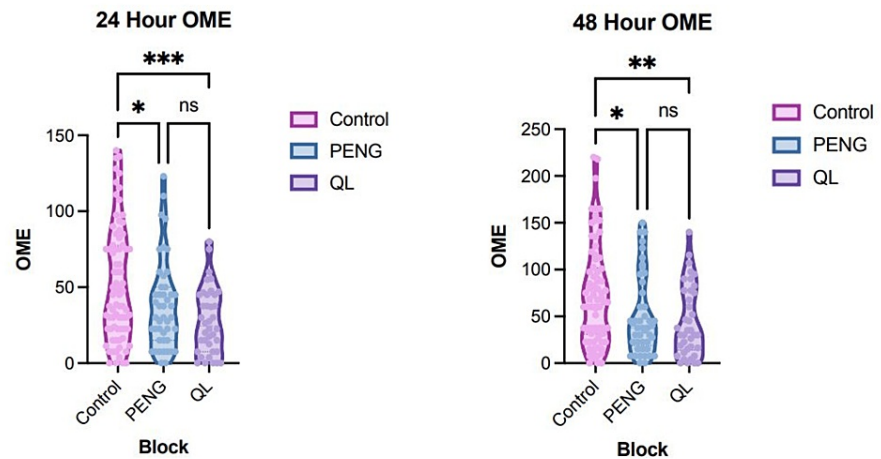 24 Hour OME
***
*
ns
150
100
50
0
OME
Control
PENG
QL
Block
Control
PENG
QL
48 Hour OME
**
*
ns
250
200
150
100
50
0
OME
Control
PENG
QL
Block
Control
PENG
QL